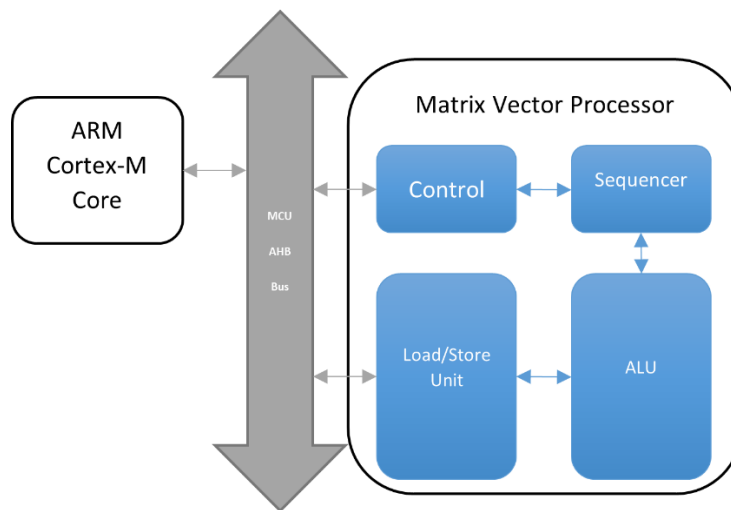 ARM
Cortex-M
Core
MCU
AHB
Bus
Matrix Vector Processor
Control
Sequencer
Load/Store
Unit
ALU